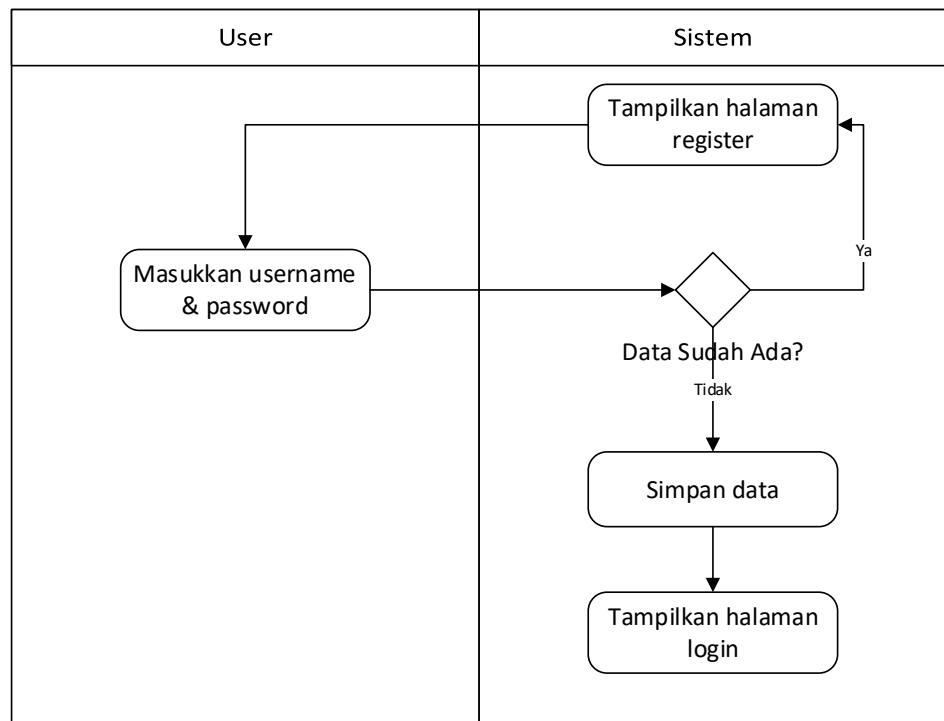 User
Sistem
Tampilkan halaman
register
Ya
Masukkan username
& password
Data Sudah Ada?
Tidak
Simpan data
Tampilkan halaman
login